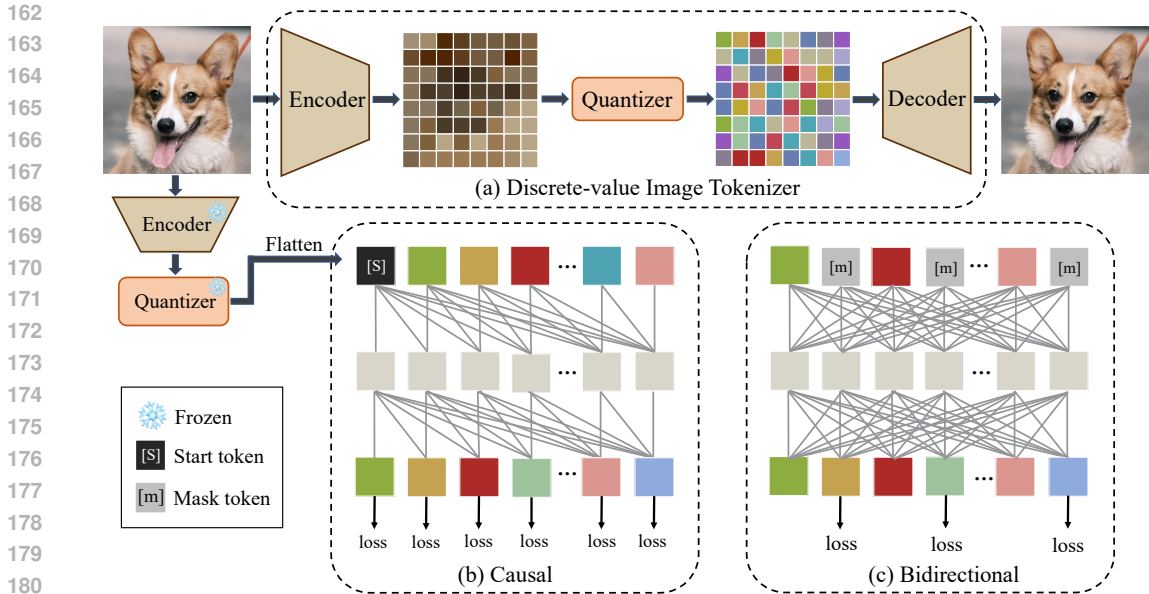 162
163
164
165
166
167
168
169
170
171
172
173
174
175
176
177
178
179
180
Encoder
Quantizer
Decoder
(a) Discrete-value Image Tokenizer
Encoder
Quantizer
Flatten
[S]
...
[m]
[m]
...
[m]
...
...
Frozen
[S] Start token
[m] Mask token
...
...
loss loss loss loss loss loss
loss loss loss
(b) Causal
(c) Bidirectional